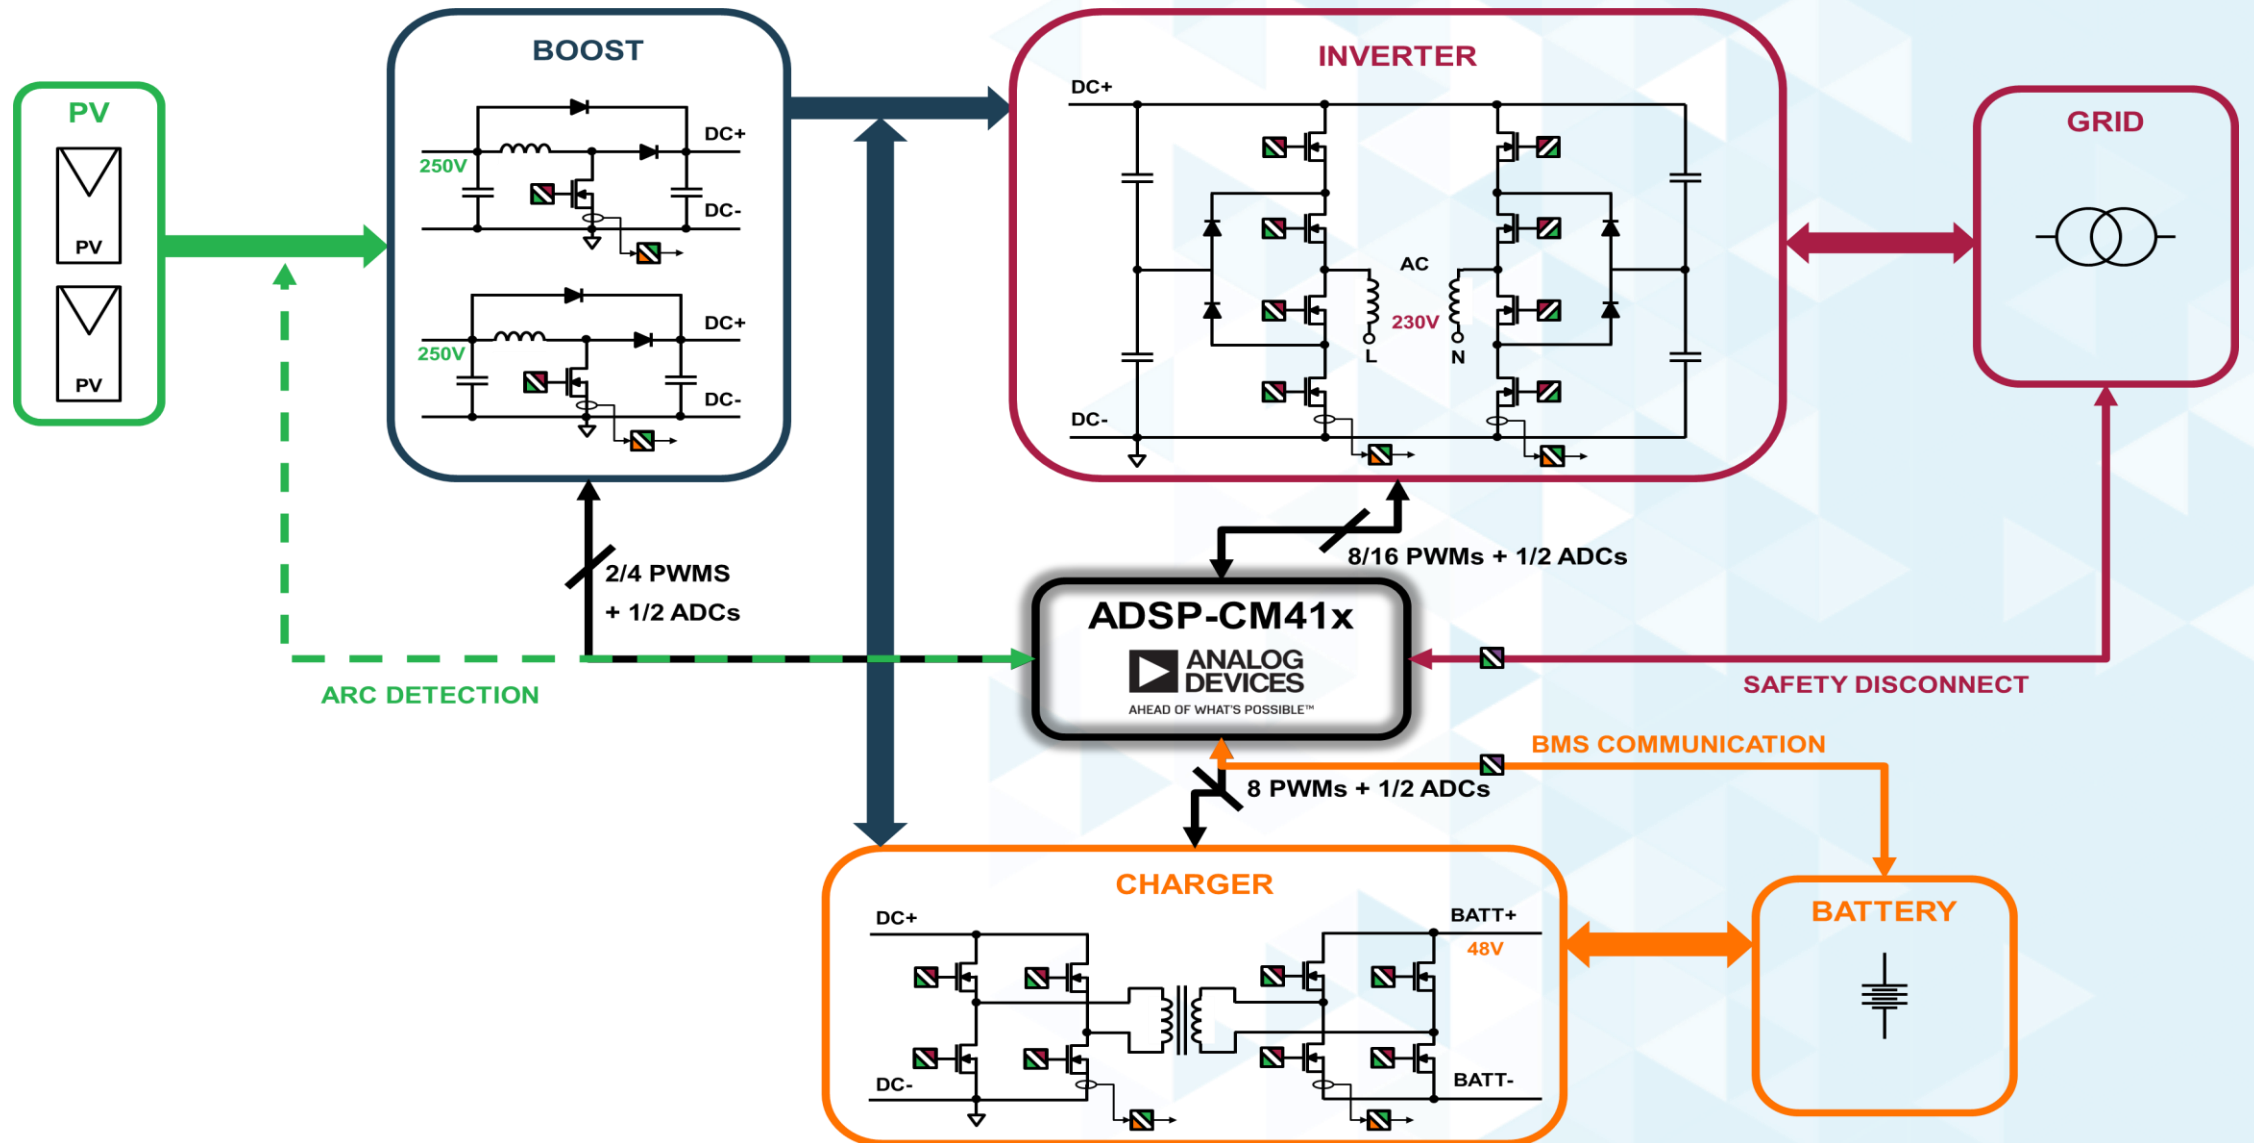 PV
PV
PV
BOOST
250V
DC+
DC-
250V
DC+
DC-
INVERTER
DC+
AC
230V
L
N
DC-
GRID
2/4 PWMS
+ 1/2 ADCs
8/16 PWMs + 1/2 ADCs
ARC DETECTION
ADSP-CM41x
ANALOG
DEVICES
AHEAD OF WHAT'S POSSIBLE™
SAFETY DISCONNECT
BMS COMMUNICATION
8 PWMs + 1/2 ADCs
CHARGER
DC+
DC-
BATT+
48V
BATT-
BATTERY